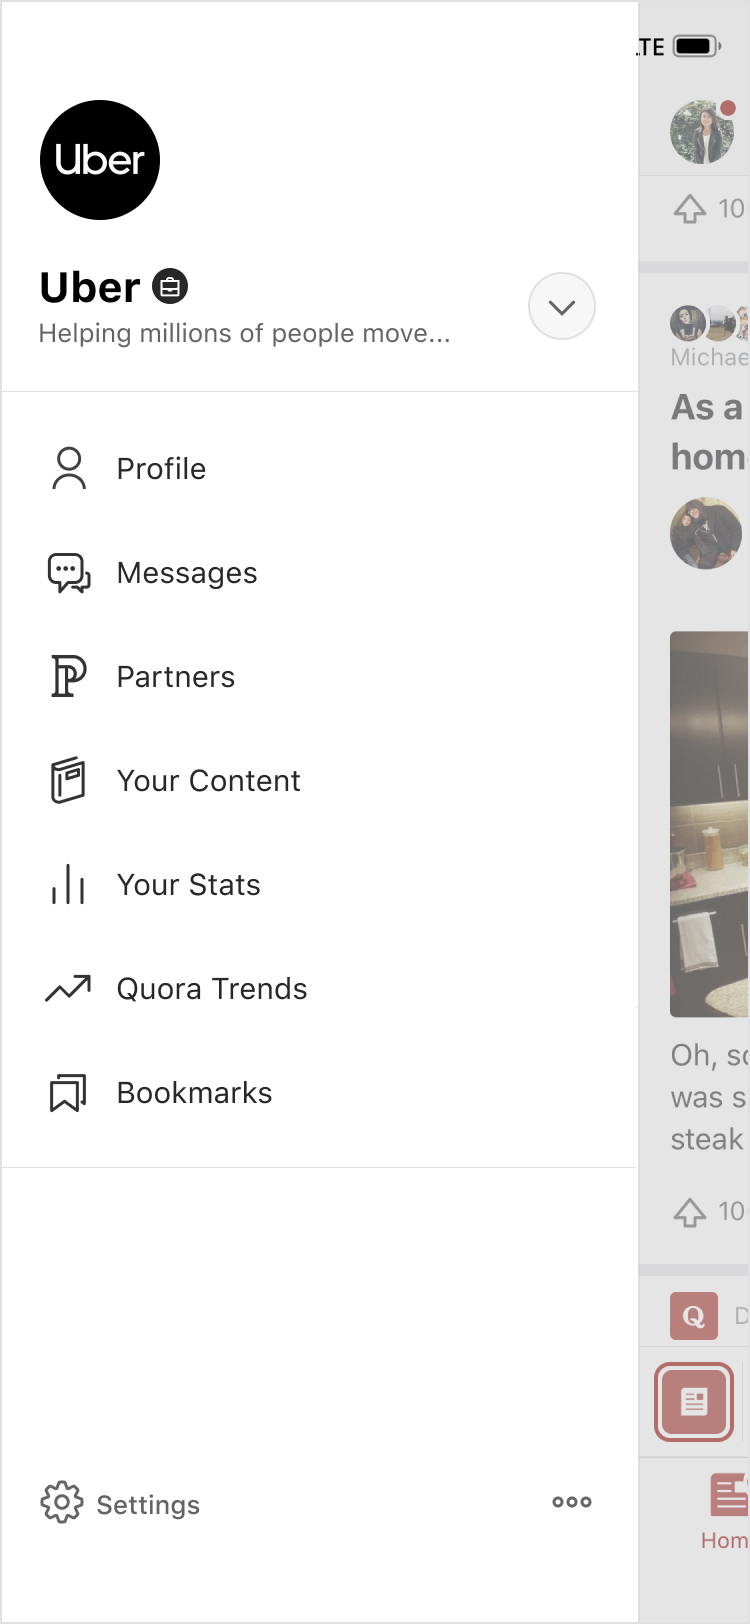 LTE
Uber
10
Uber
Helping millions of people move...
Michae
As a
hom
Profile
Messages
Partners
Your Content
Your Stats
Quora Trends
Bookmarks
Oh, so
was s
steak
10
Q D
Settings
Hom